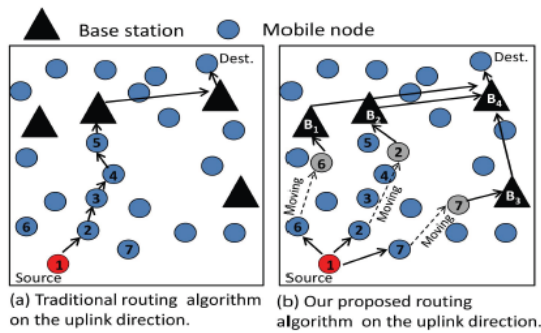 Base station Mobile node
Dest.
5
4
3
6
2
7
1
Source
Dest.
B4
B1
B2
5
2
6
4
Moving
3
Moving
7
B3
6
2
Moving
7
1
Source
(a) Traditional routing algorithm
on the uplink direction.
(b) Our proposed routing
algorithm on the uplink direction.